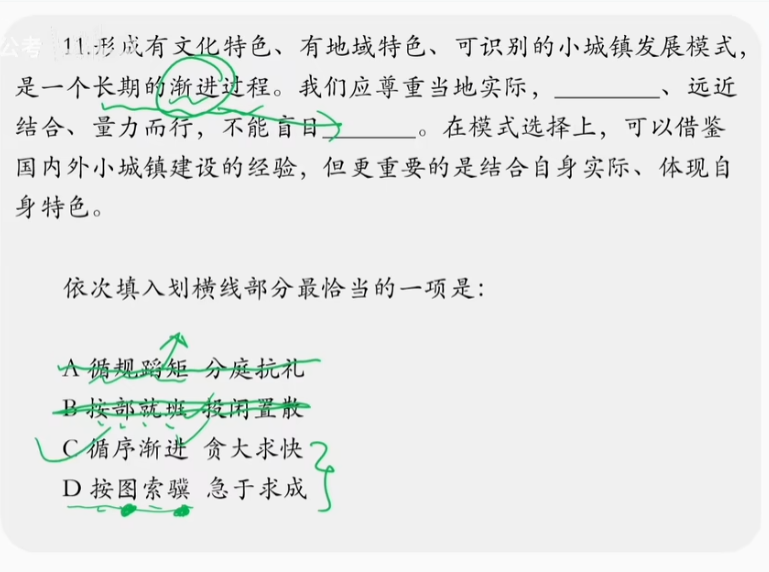 公考
11.形成有文化特色、有地域特色、可识别的小城镇发展模式，
是一个长期的渐进过程。我们应尊重当地实际，________、远近
结合、量力而行，不能盲目_______。在模式选择上，可以借鉴
国内外小城镇建设的经验，但更重要的是结合自身实际、体现自
身特色。
依次填入划横线部分最恰当的一项是：
A 循规蹈矩 分庭抗礼
B 按部就班 投闲置散
C 循序渐进 贪大求快
D 按图索骥 急于求成